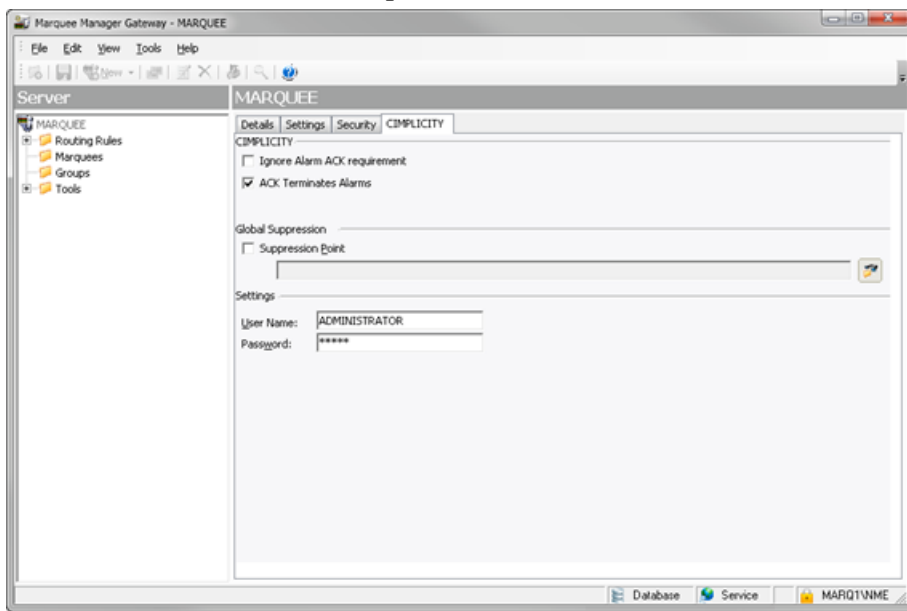 Marquee Manager Gateway - MARQUEE
File Edit View Tools Help
New
Server
MARQUEE
MARQUEE
Routing Rules
Marquees
Groups
Tools
Details Settings Security CIMPLICITY
CIMPLICITY
Ignore Alarm ACK requirement
ACK Terminates Alarms
Global Suppression
Suppression Point
Settings
User Name: ADMINISTRATOR
Password: *****
Database Service MARQ1\NME